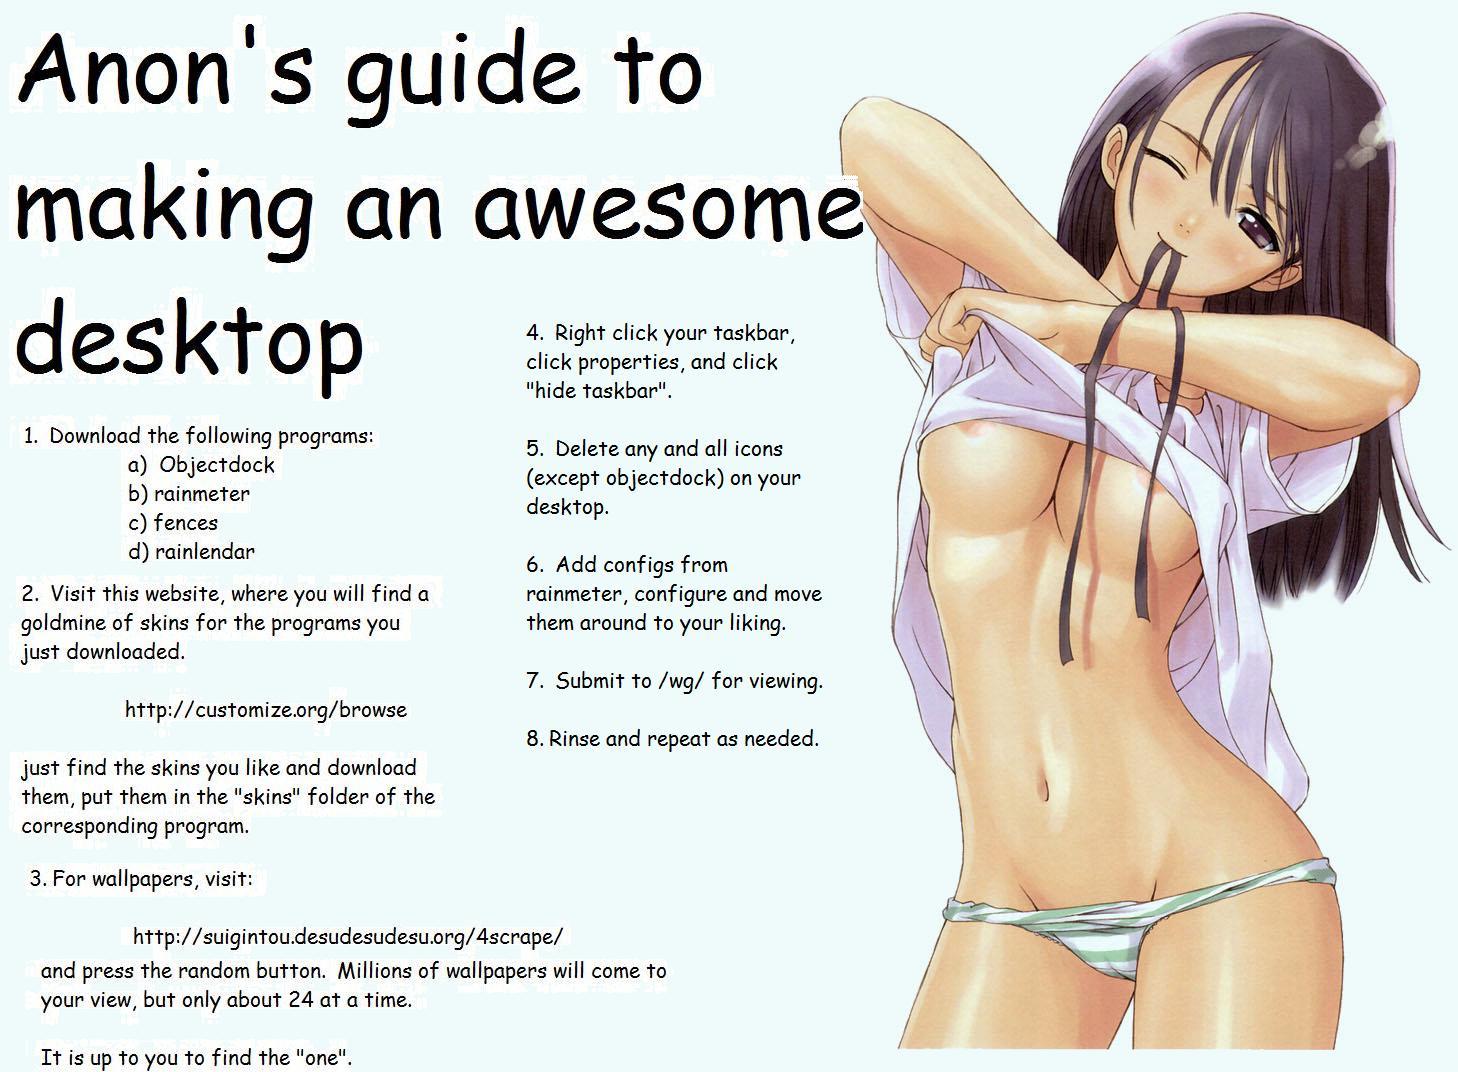 Anon's guide to
making an awesome
desktop
1. Download the following programs:
a) Objectdock
b) rainmeter
c) fences
d) rainlendar
2. Visit this website, where you will find a
goldmine of skins for the programs you
just downloaded.
http://customize.org/browse
just find the skins you like and download
them, put them in the "skins" folder of the
corresponding program.
3. For wallpapers, visit:
http://suigintou.desudesudesu.org/4scrape/
and press the random button. Millions of wallpapers will come to
your view, but only about 24 at a time.
It is up to you to find the "one".
4. Right click your taskbar,
click properties, and click
"hide taskbar".
5. Delete any and all icons
(except objectdock) on your
desktop.
6. Add configs from
rainmeter, configure and move
them around to your liking.
7. Submit to /wg/ for viewing.
8. Rinse and repeat as needed.